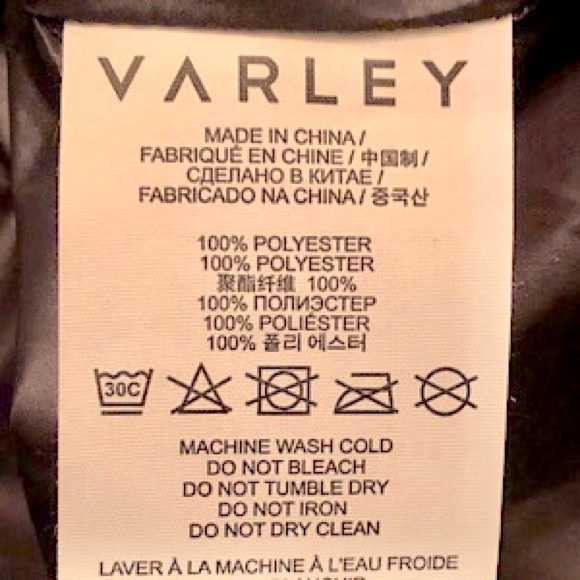 VARLEY
MADE IN CHINA /
FABRIQUÉ EN CHINE / 中国制 /
СДЕЛАНО В КИТАЕ /
FABRICADO NA CHINA / 중국산
100% POLYESTER
100% POLYESTER
聚酯纤维 100%
100% ПОЛИЭСТЕР
100% POLIÉSTER
100% 폴리 에스터
30C
MACHINE WASH COLD
DO NOT BLEACH
DO NOT TUMBLE DRY
DO NOT IRON
DO NOT DRY CLEAN
LAVER À LA MACHINE À L'EAU FROIDE